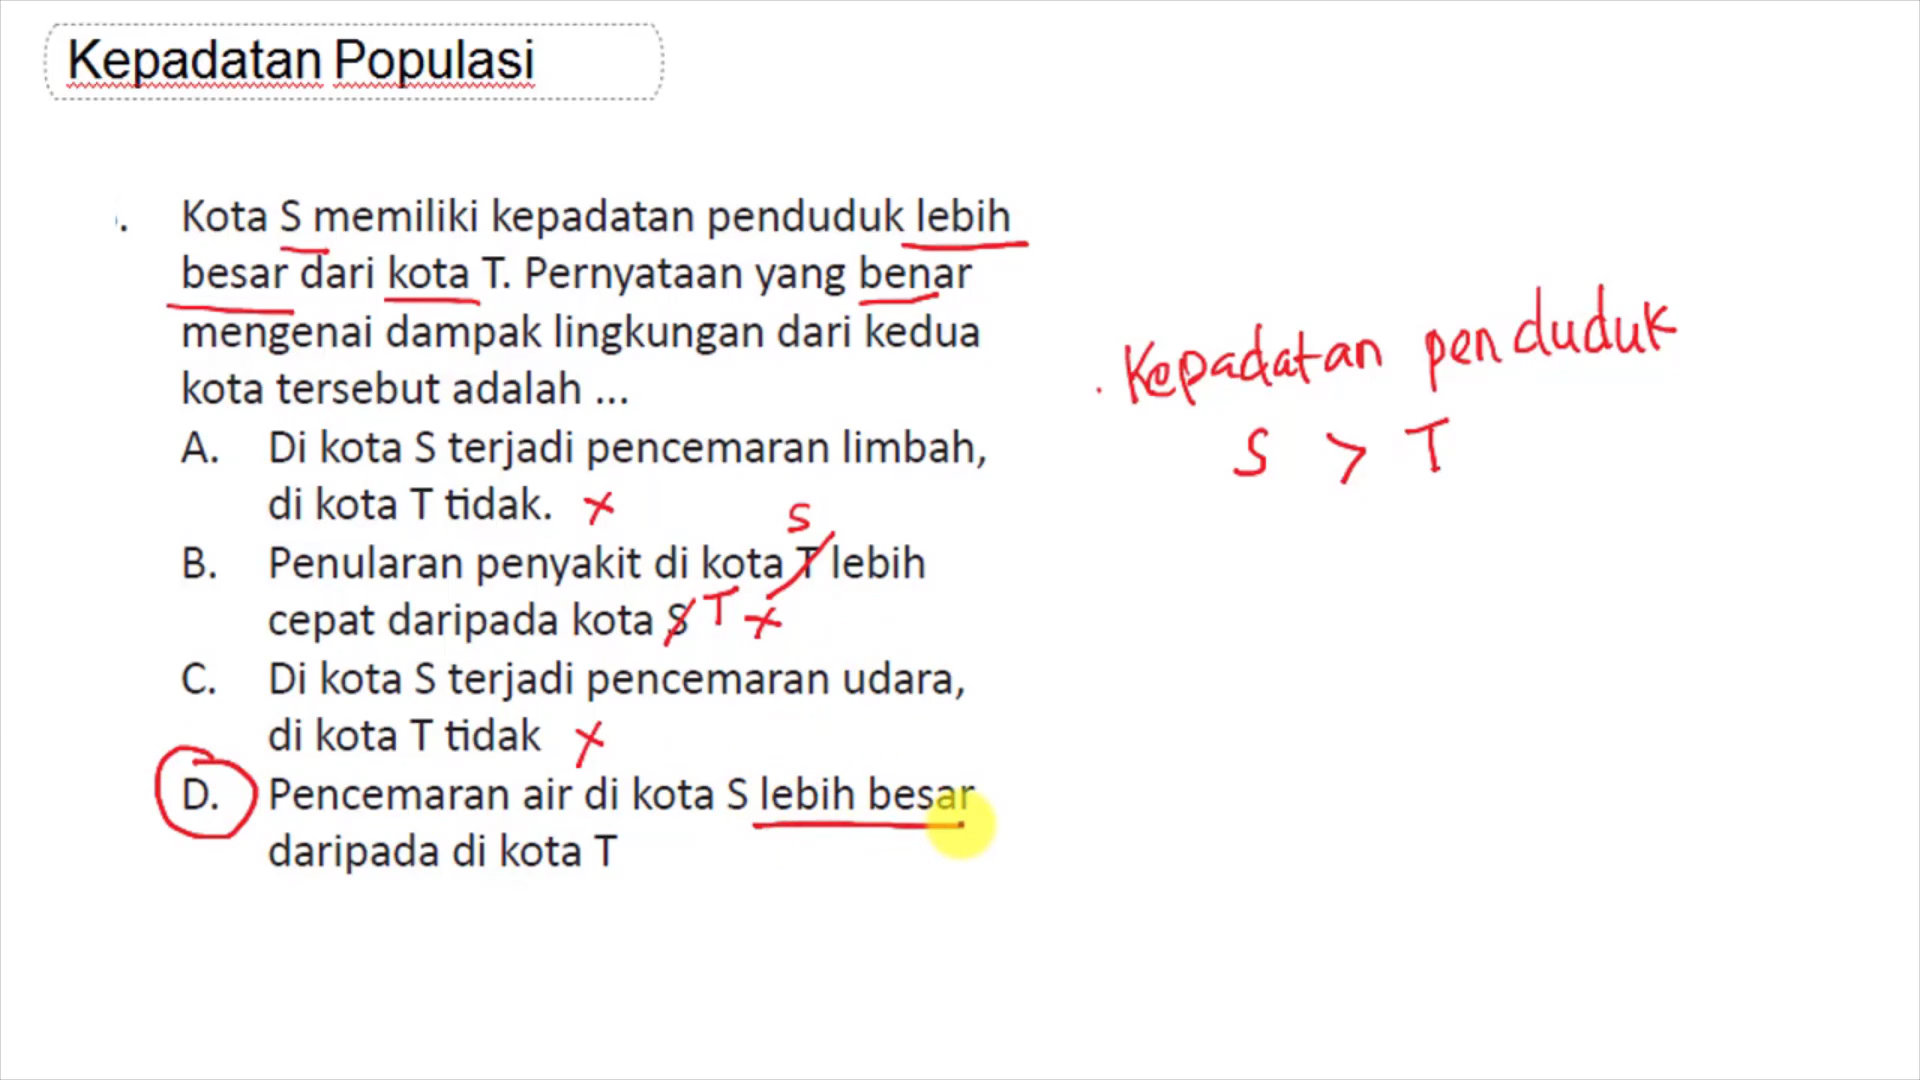 Kepadatan Populasi
. Kota S memiliki kepadatan penduduk lebih
besar dari kota T. Pernyataan yang benar
mengenai dampak lingkungan dari kedua
kota tersebut adalah ...
A. Di kota S terjadi pencemaran limbah,
di kota T tidak. x
S
B. Penularan penyakit di kota T lebih
cepat daripada kota S T x
C. Di kota S terjadi pencemaran udara,
di kota T tidak x
D. Pencemaran air di kota S lebih besar
daripada di kota T
. Kepadatan penduduk
S > T